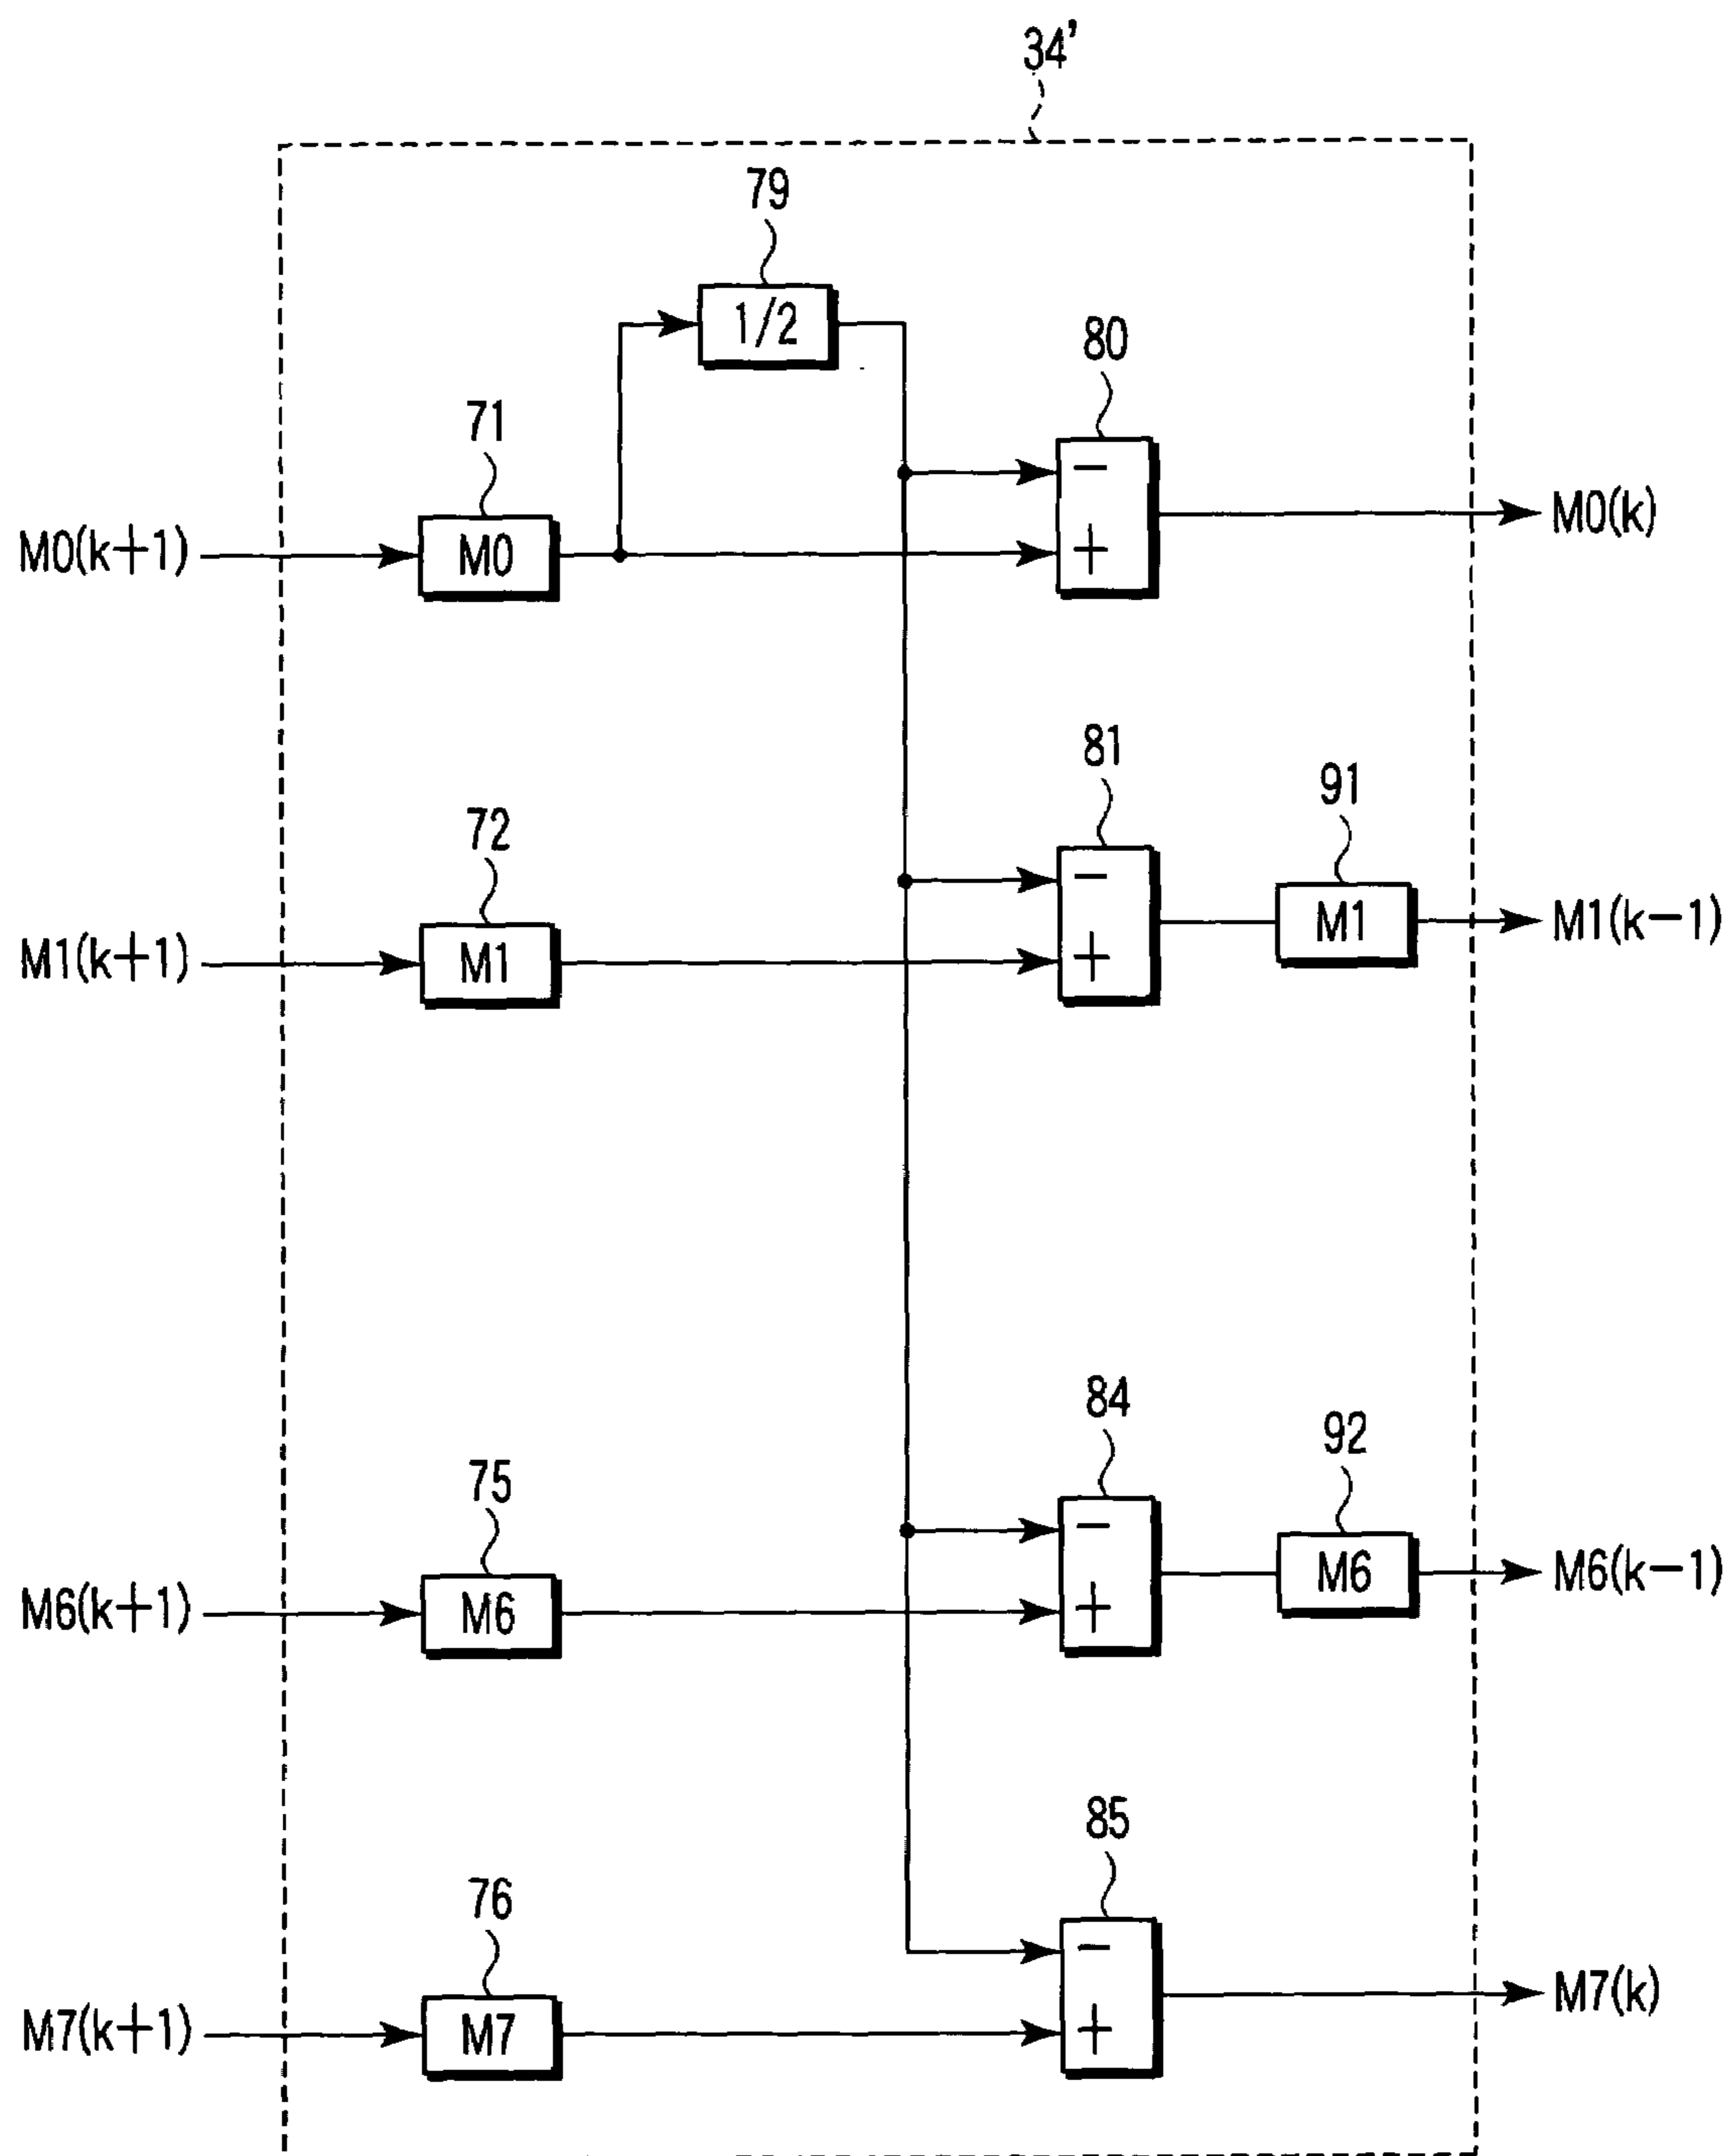 34'
79
1/2
80
-
+
71
M0(k+1)
M0
M0(k)
81
-
+
91
72
M1(k+1)
M1
M1
M1(k-1)
84
-
+
92
75
M6(k+1)
M6
M6
M6(k-1)
85
-
+
76
M7(k+1)
M7
M7(k)